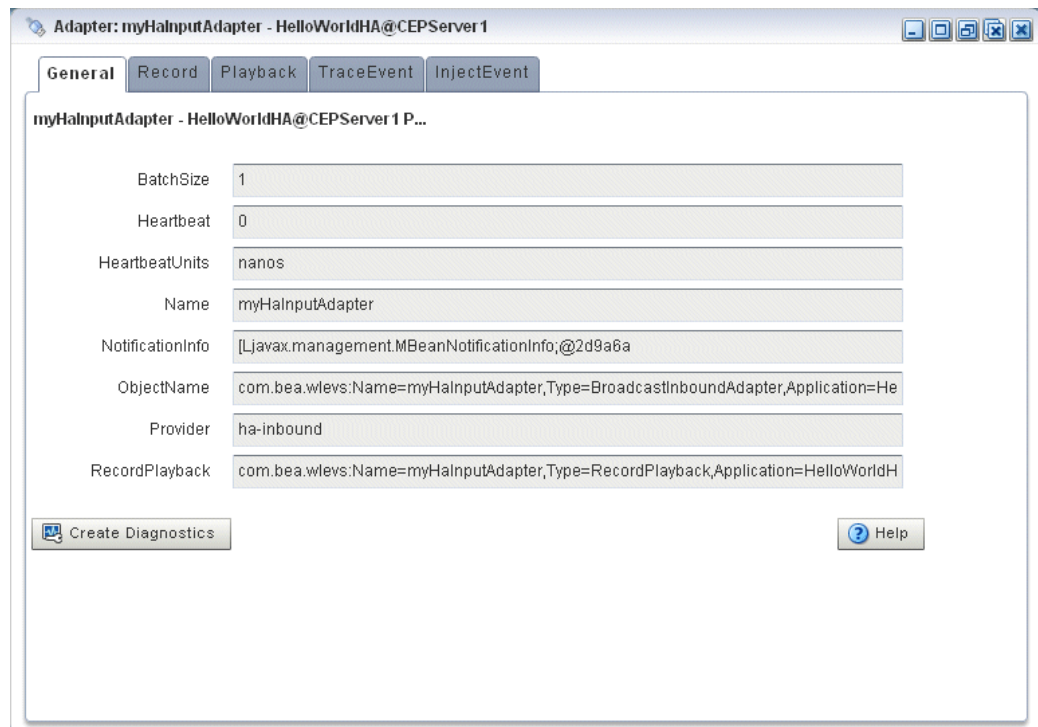 Adapter: myHaInputAdapter - HelloWorldHA@CEPServer1
General Record Playback TraceEvent InjectEvent
myHaInputAdapter - HelloWorldHA@CEPServer1 P...
BatchSize 1
Heartbeat 0
HeartbeatUnits nanos
Name myHaInputAdapter
NotificationInfo [Ljavax.management.MBeanNotificationInfo;@2d9a6a
ObjectName com.bea.wlevs:Name=myHaInputAdapter,Type=BroadcastInboundAdapter,Application=He
Provider ha-inbound
RecordPlayback com.bea.wlevs:Name=myHaInputAdapter,Type=RecordPlayback,Application=HelloWorldH
Create Diagnostics ? Help